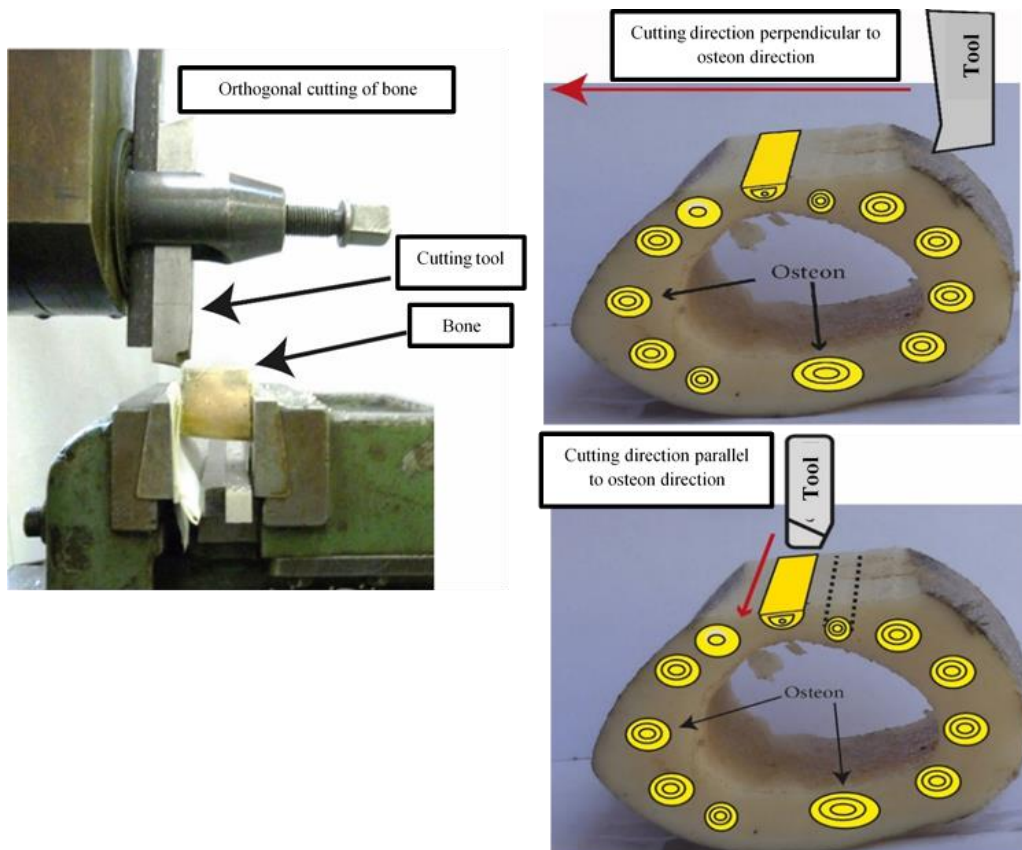 Orthogonal cutting of bone
Cutting tool
Bone
Cutting direction perpendicular to
osteon direction
Tool
Osteon
Cutting direction parallel
to osteon direction
Tool
Osteon